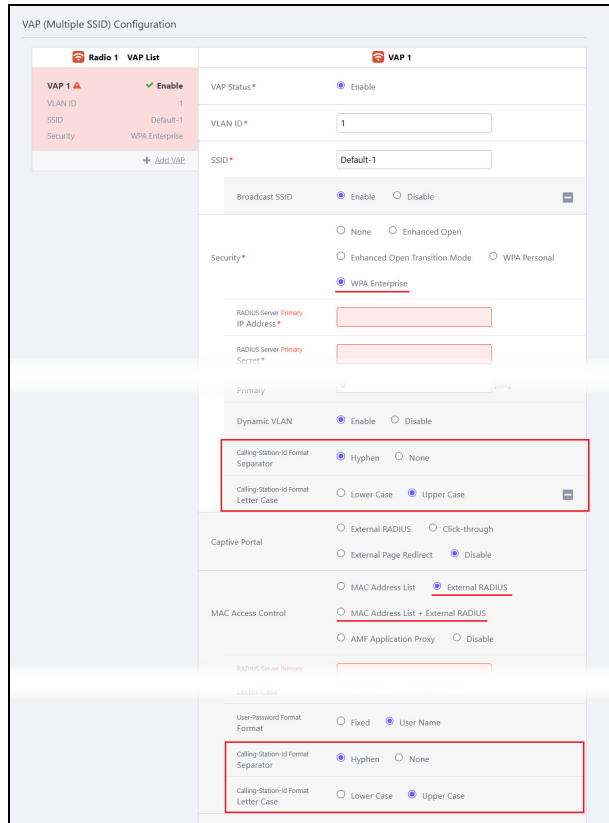 VAP (Multiple SSID) Configuration
Radio 1 VAP List
VAP 1 Enable
VLAN ID 1
SSID Default-1
Security WPA Enterprise
+ Add VAP
VAP 1
VAP Status * Enable
VLAN ID * 1
SSID * Default-1
Broadcast SSID Enable Disable
None Enhanced Open
Security * Enhanced Open Transition Mode WPA Personal
WPA Enterprise
RADIUS Server Primary
IP Address *
RADIUS Server Primary
Secret *
Primary
Dynamic VLAN Enable Disable
Calling-Station-Id Format
Separator Hyphen None
Calling-Station-Id Format
Letter Case Lower Case Upper Case
External RADIUS Click-through
Captive Portal
External Page Redirect Disable
MAC Address List External RADIUS
MAC Access Control MAC Address List + External RADIUS
AMF Application Proxy Disable
RADIUS Server Primary
Letter Case
User-Password Format
Format Fixed User Name
Calling-Station-Id Format
Separator Hyphen None
Calling-Station-Id Format
Letter Case Lower Case Upper Case